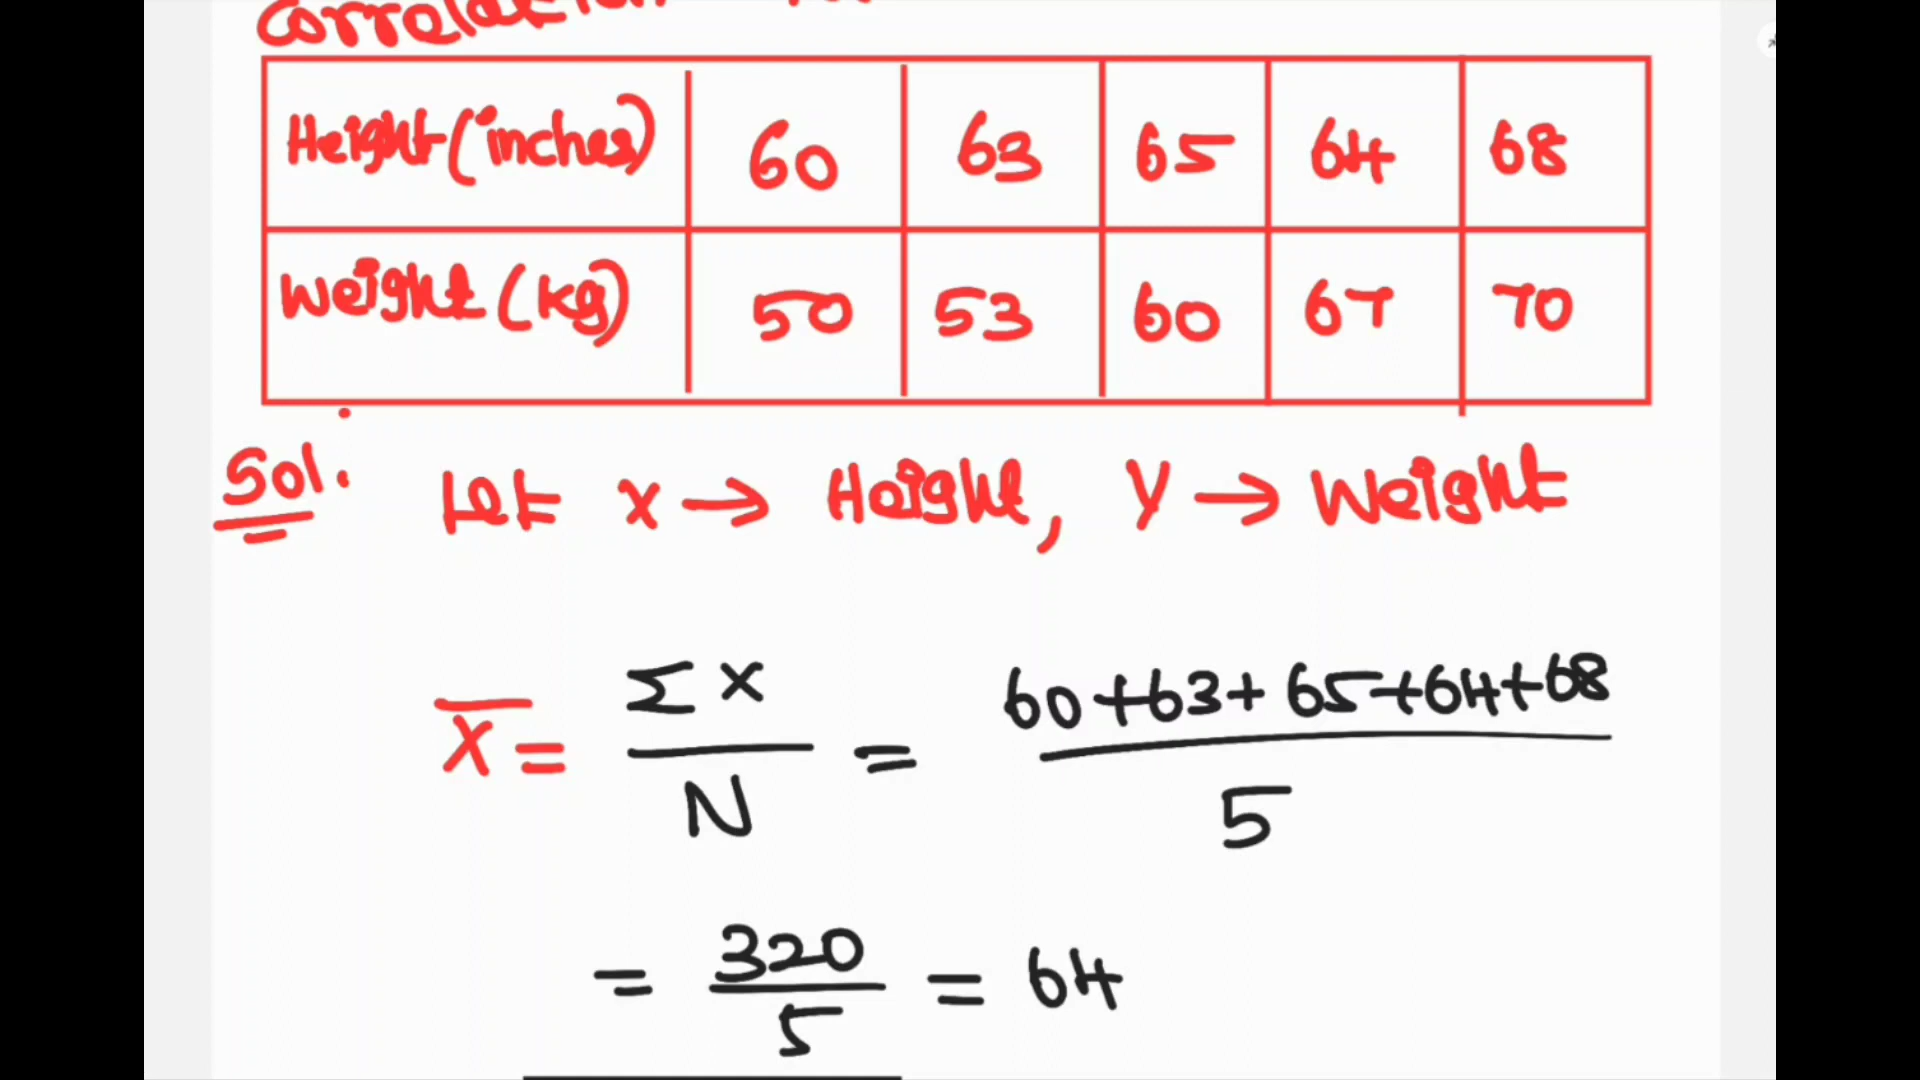 Correlation
Height (inches) 60 63 65 64 68
Weight (kg) 50 53 60 67 70
Sol. Let X → Height, Y → Weight
X̅ = ΣX / N = 60+63+65+64+68 / 5
= 320 / 5 = 64